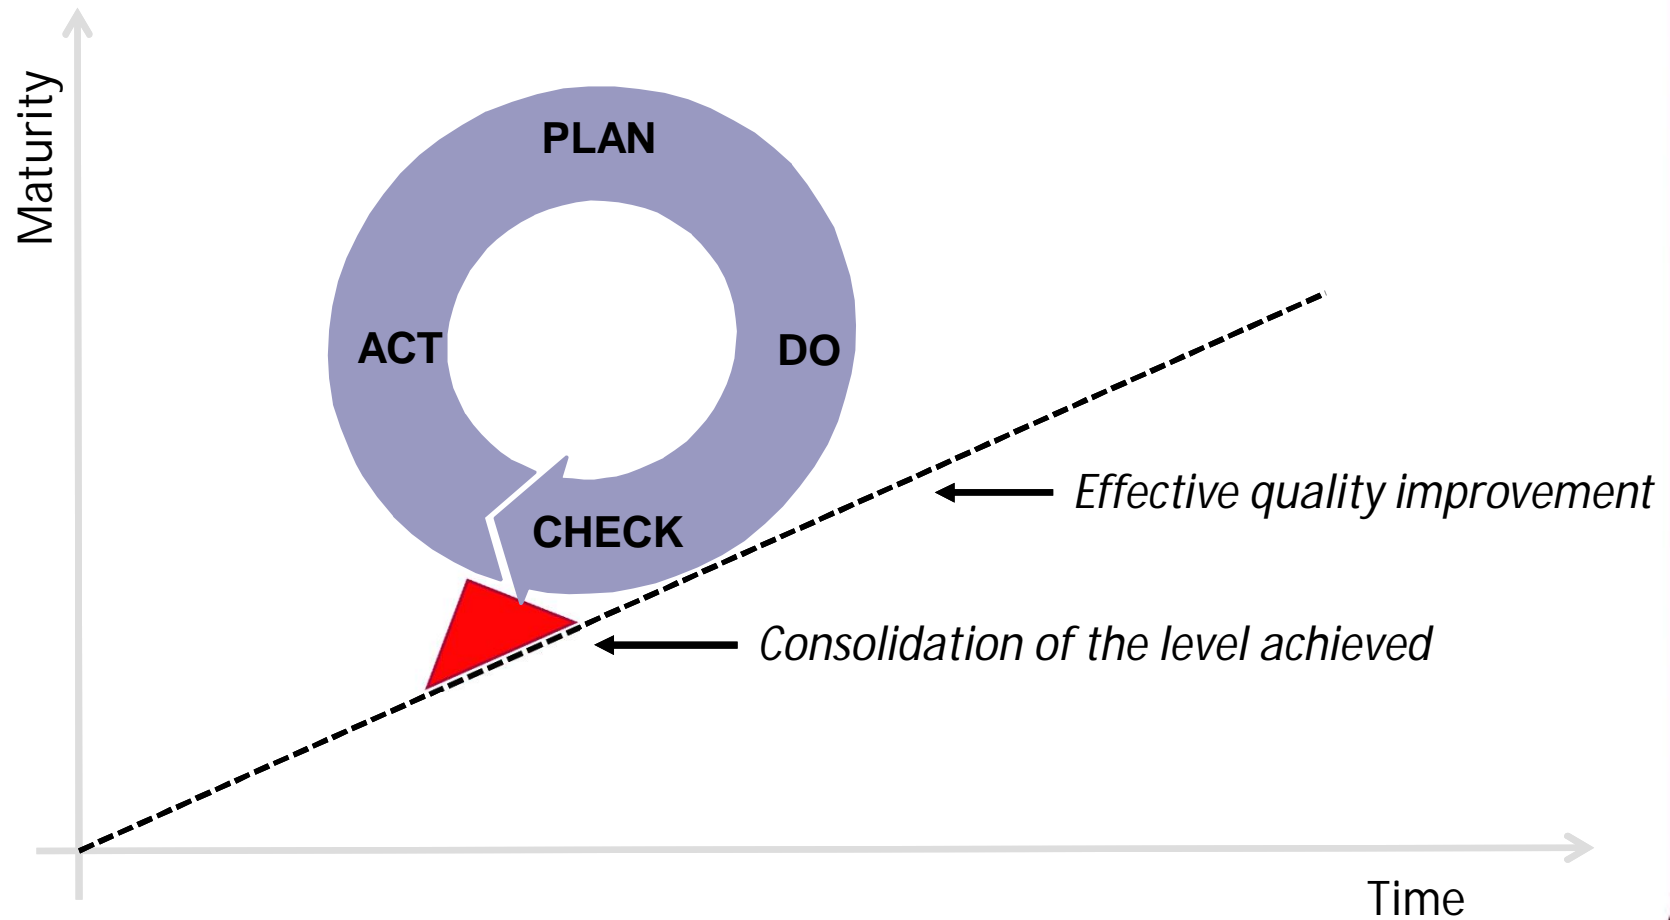 Maturity
PLAN
ACT
DO
CHECK
Effective quality improvement
Consolidation of the level achieved
Time